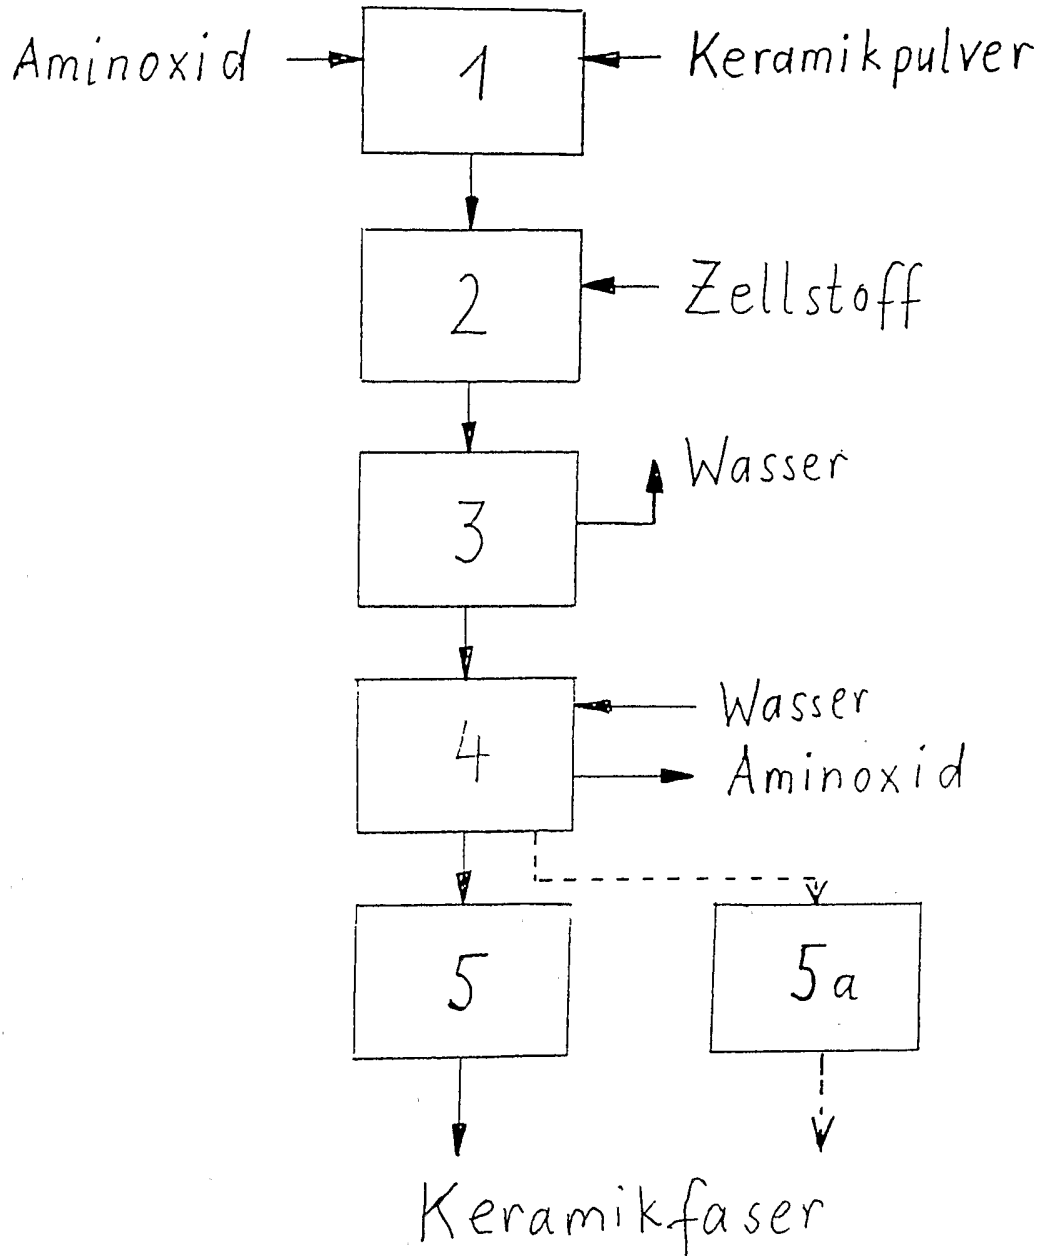 Aminoxid 1 Keramikpulver
2 Zellstoff
Wasser
3
Wasser
4
Aminoxid
5 5a
Keramikfaser